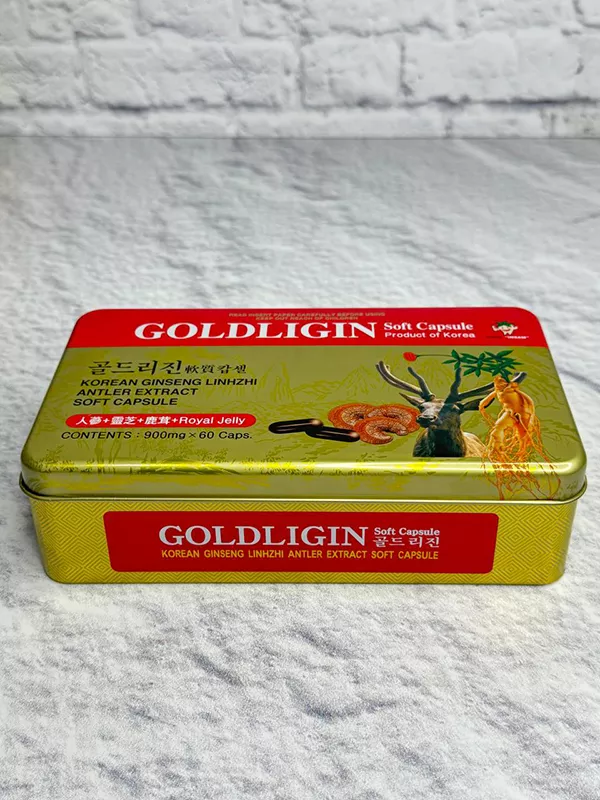 READ INSERT PAPER CAREFULLY BEFORE USING
KEEP OUT REACH OF CHILDREN
GOLDLIGIN Soft Capsule
Product of Korea
골드리진 軟質캅셀
KOREAN GINSENG LINHZHI
ANTLER EXTRACT
SOFT CAPSULE
人蔘+靈芝+鹿茸+Royal Jelly
CONTENTS : 900mg × 60 Caps.
GOLDLIGIN Soft Capsule
골드리진
KOREAN GINSENG LINHZHI ANTLER EXTRACT SOFT CAPSULE